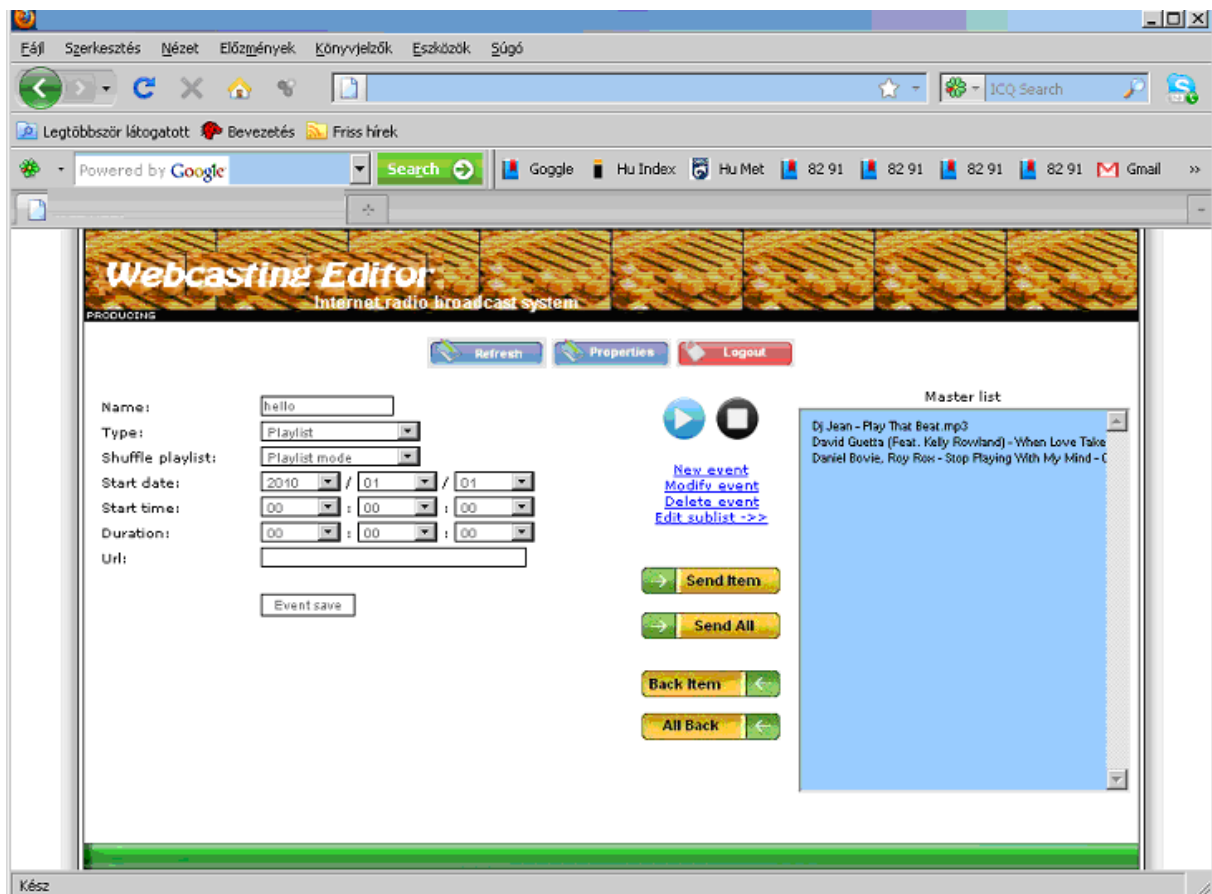 Fájl Szerkesztés Nézet Előzmények Könyvjelzők Eszközök Súgó
ICQ Search
Legtöbbször látogatott Bevezetés Friss hírek
Powered by Google Search Goggle Hu Index Hu Met 82 91 82 91 82 91 82 91 Gmail »
Webcasting Editor
Internet radio broadcast system
PRODUCING
Refresh Properties Logout
Master list
Name: hello
Type: Playlist
Shuffle playlist: Playlist mode
Start date: 2010 / 01 / 01
Start time: 00 : 00 : 00
Duration: 00 : 00 : 00
Url:
Event save
New event
Modify event
Delete event
Edit sublist ->>
Send Item
Send All
Back Item
All Back
Dj Jean - Play That Beat.mp3
David Guetta (Feat. Kelly Rowland) - When Love Take
Daniel Bovie, Roy Rox - Stop Playing With My Mind - C
Kész